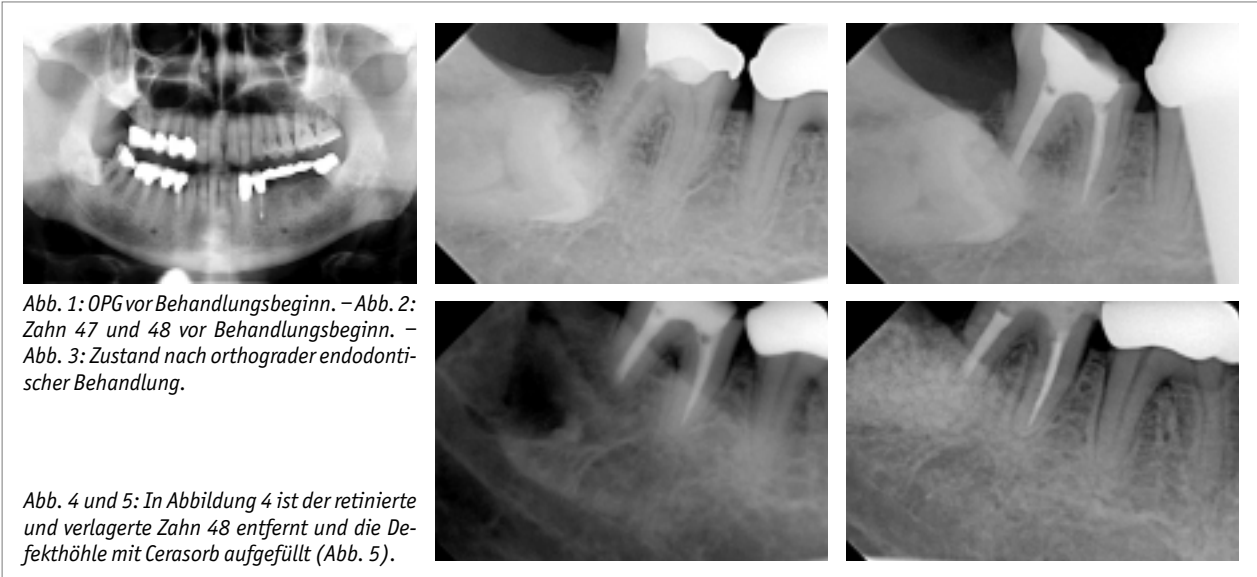 Abb. 1: OPG vor Behandlungsbeginn. – Abb. 2:
Zahn 47 und 48 vor Behandlungsbeginn. –
Abb. 3: Zustand nach orthograder endodonti-
scher Behandlung.
Abb. 4 und 5: In Abbildung 4 ist der retinierte
und verlagerte Zahn 48 entfernt und die De-
fekthöhle mit Cerasorb aufgefüllt (Abb. 5).